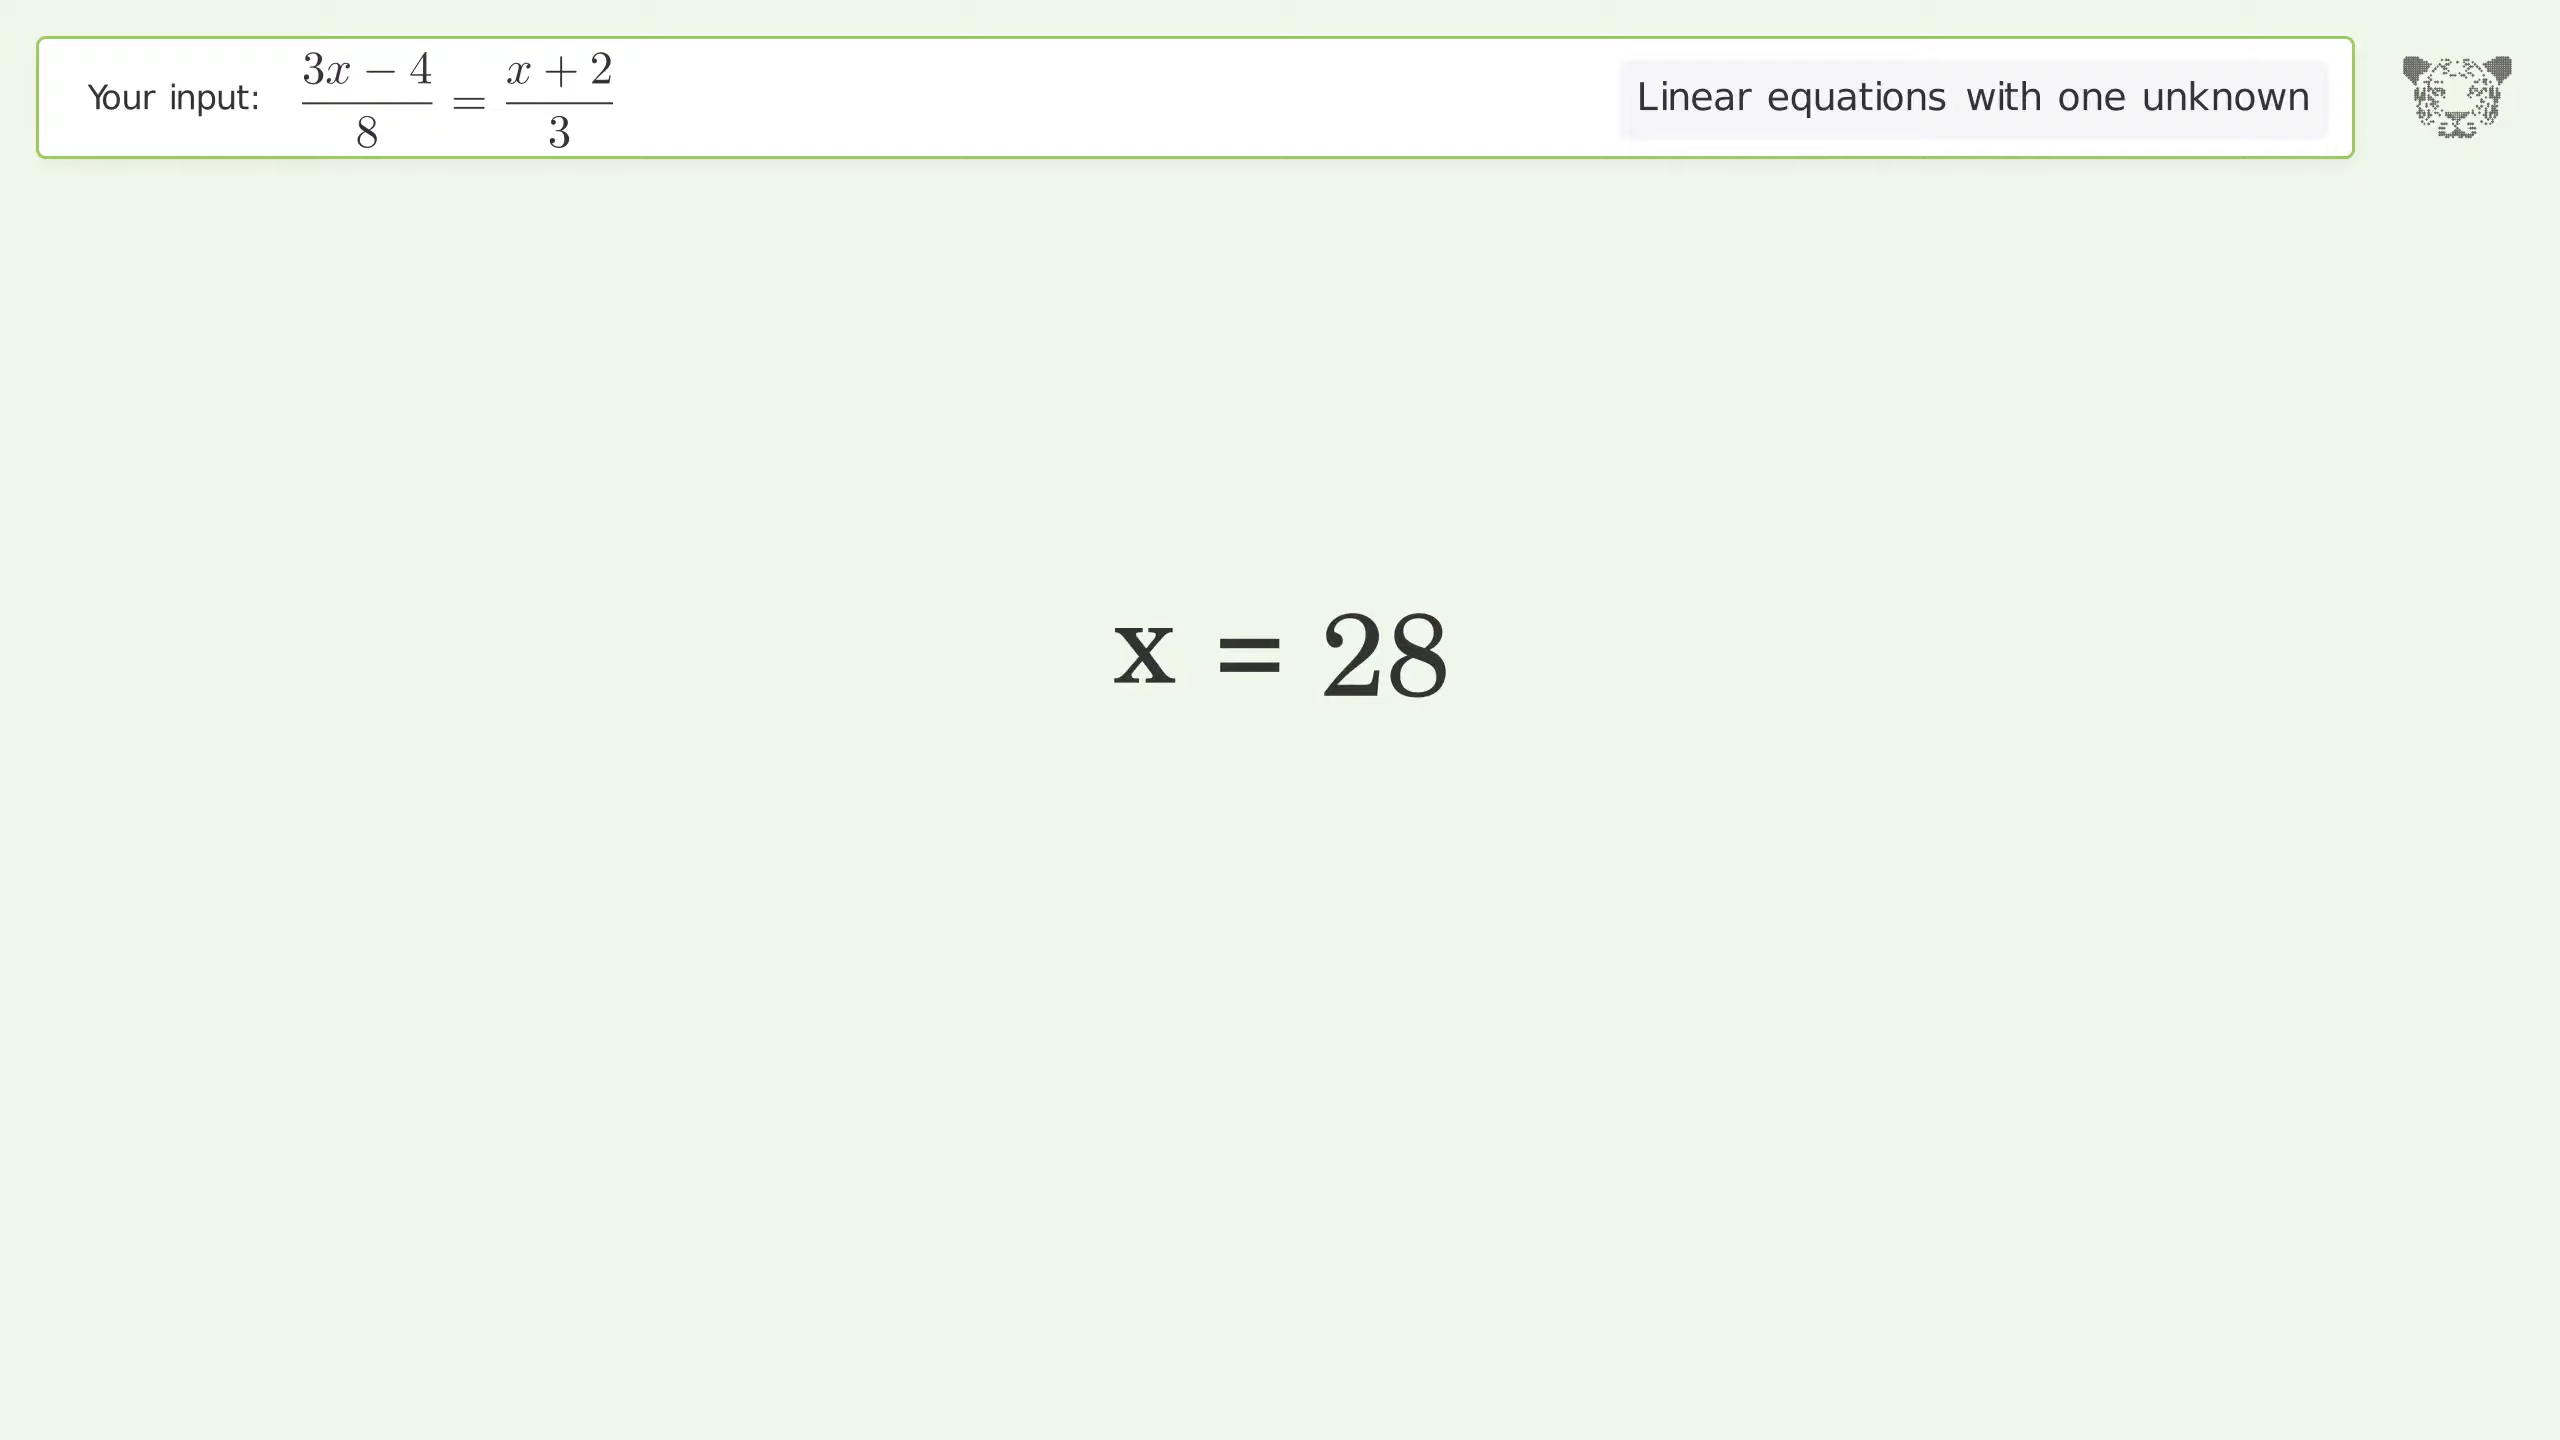 Your input: (3x − 4)/8 = (x + 2)/3
Linear equations with one unknown
x = 28